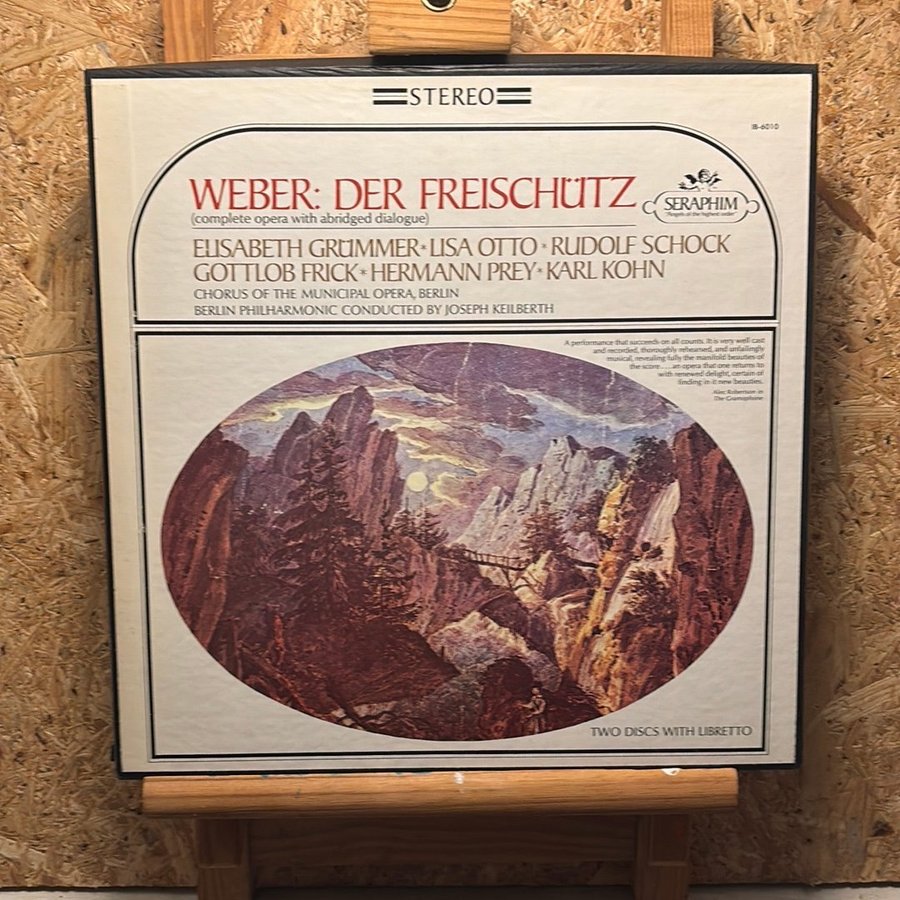 STEREO
IB-6010
WEBER: DER FREISCHÜTZ
(complete opera with abridged dialogue)
SERAPHIM
"Angels of the highest order"
ELISABETH GRÜMMER*LISA OTTO*RUDOLF SCHOCK
GOTTLOB FRICK*HERMANN PREY*KARL KOHN
CHORUS OF THE MUNICIPAL OPERA, BERLIN
BERLIN PHILHARMONIC CONDUCTED BY JOSEPH KEILBERTH
A performance that succeeds on all counts. It is very well cast
and recorded, thoroughly rehearsed, and unfailingly
musical, revealing fully the manifold beauties of
the score....an opera that one returns to
with renewed delight, certain of
finding in it new beauties.
Alec Robertson in
The Gramophone
TWO DISCS WITH LIBRETTO